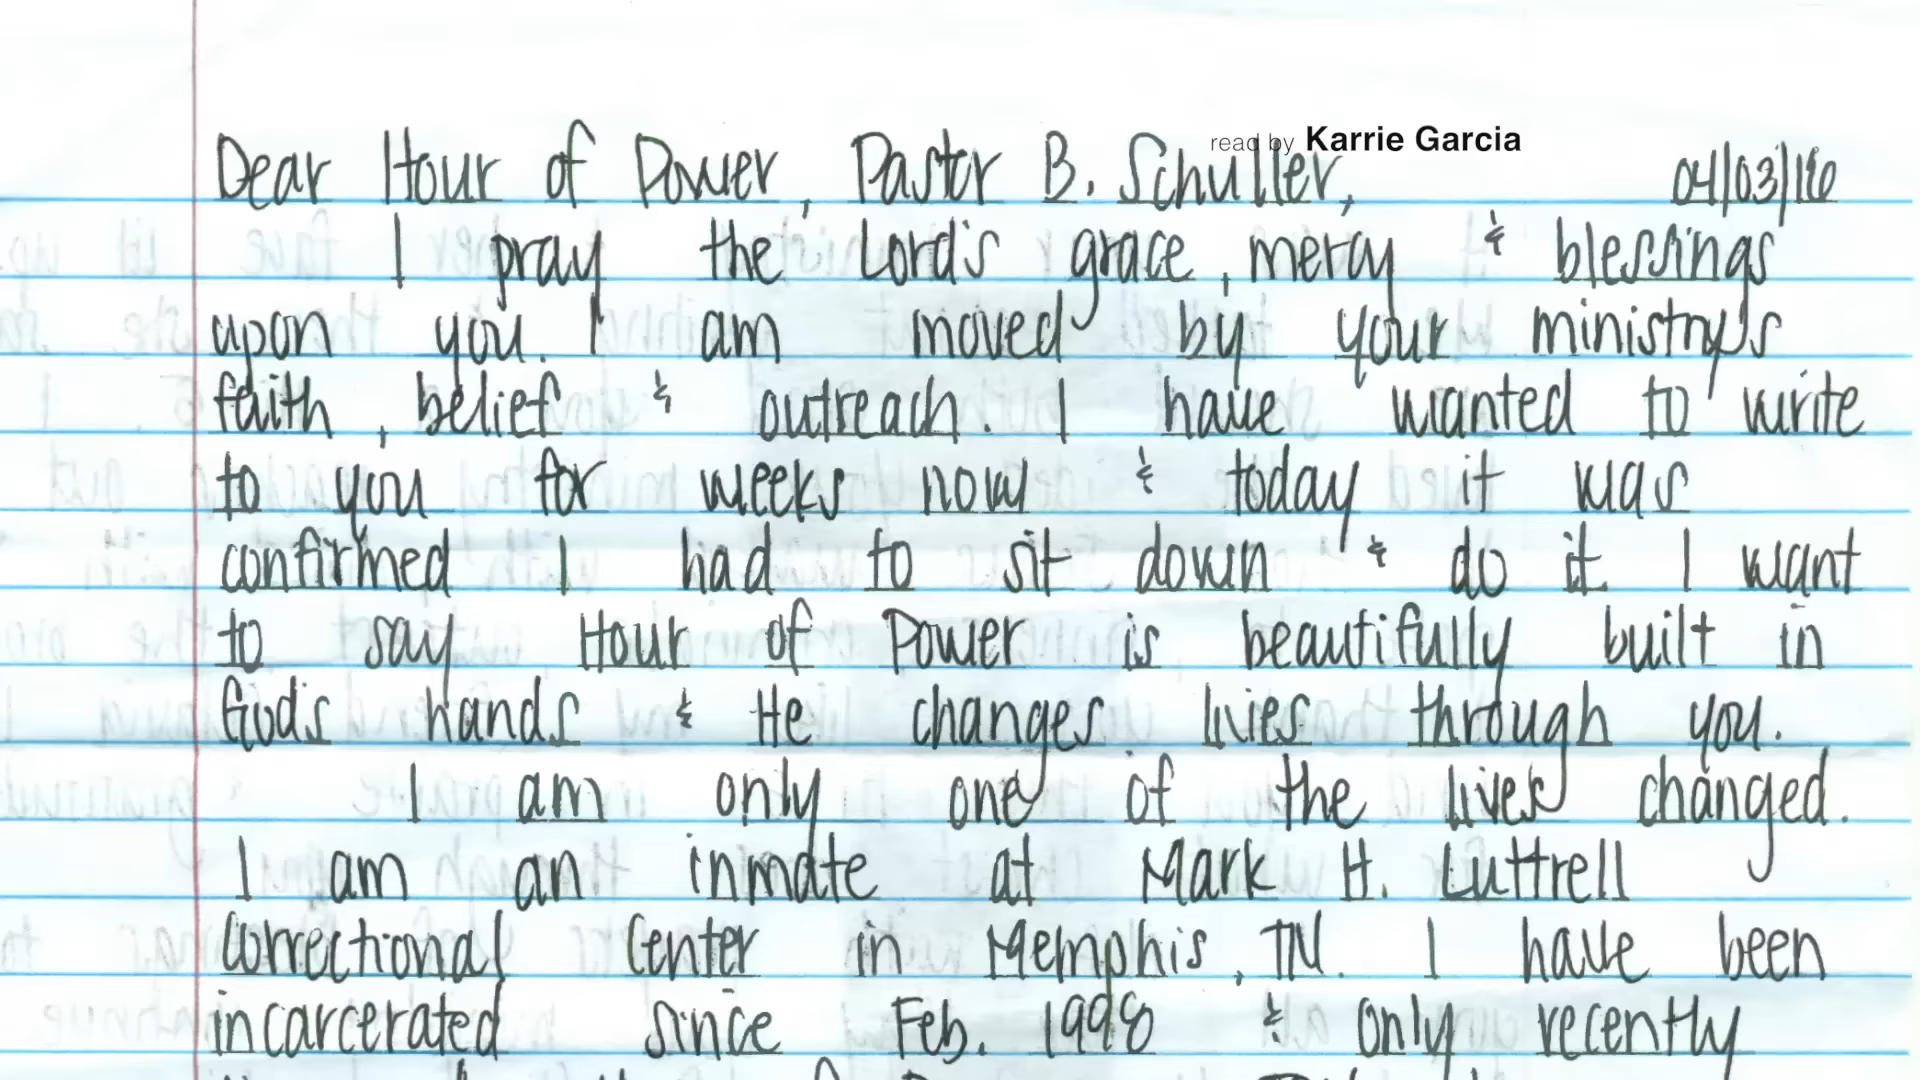 read by Karrie Garcia
Dear Hour of Power, Pastor B. Schuller, 04/03/16
I pray the Lord's grace, mercy & blessings
upon you. I am moved by your ministry's
faith, belief & outreach. I have wanted to write
to you for weeks now & today it was
confirmed I had to sit down & do it. I want
to say Hour of Power is beautifully built in
God's hands & He changes lives through you.
I am only one of the lives changed.
I am an inmate at Mark H. Luttrell
Correctional Center in Memphis, TN. I have been
incarcerated since Feb. 1998 & only recently